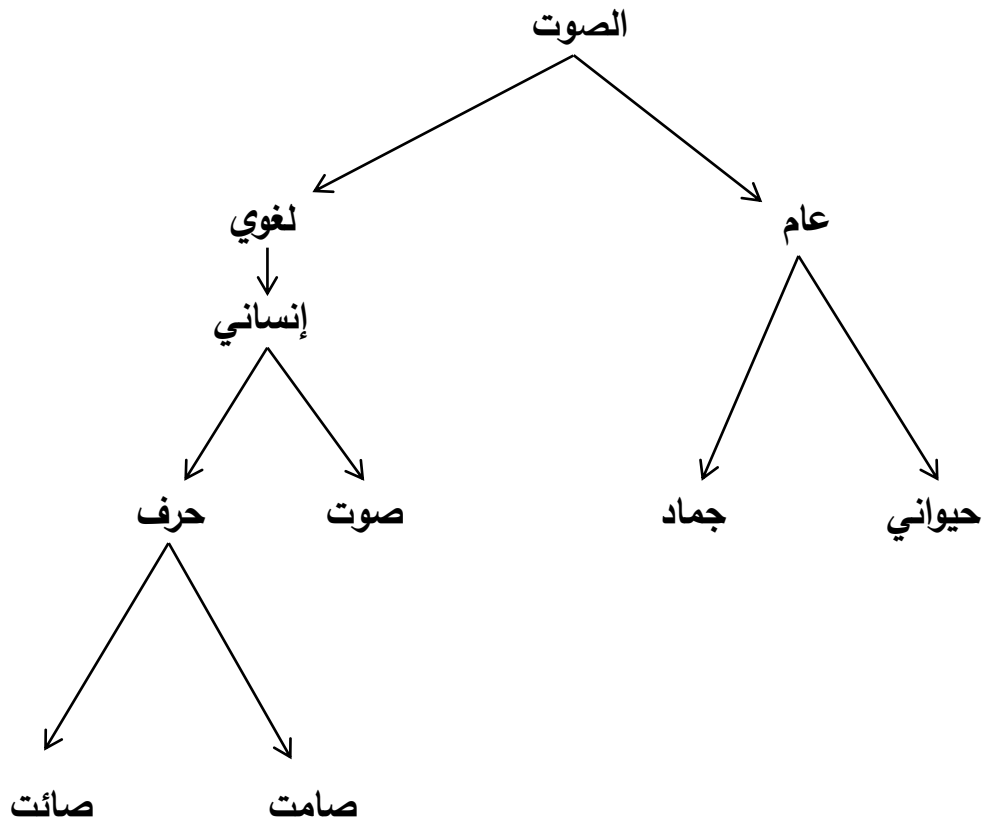 الصوت
عام
لغوي
إنساني
حيواني
جماد
صوت
حرف
صامت
صائت